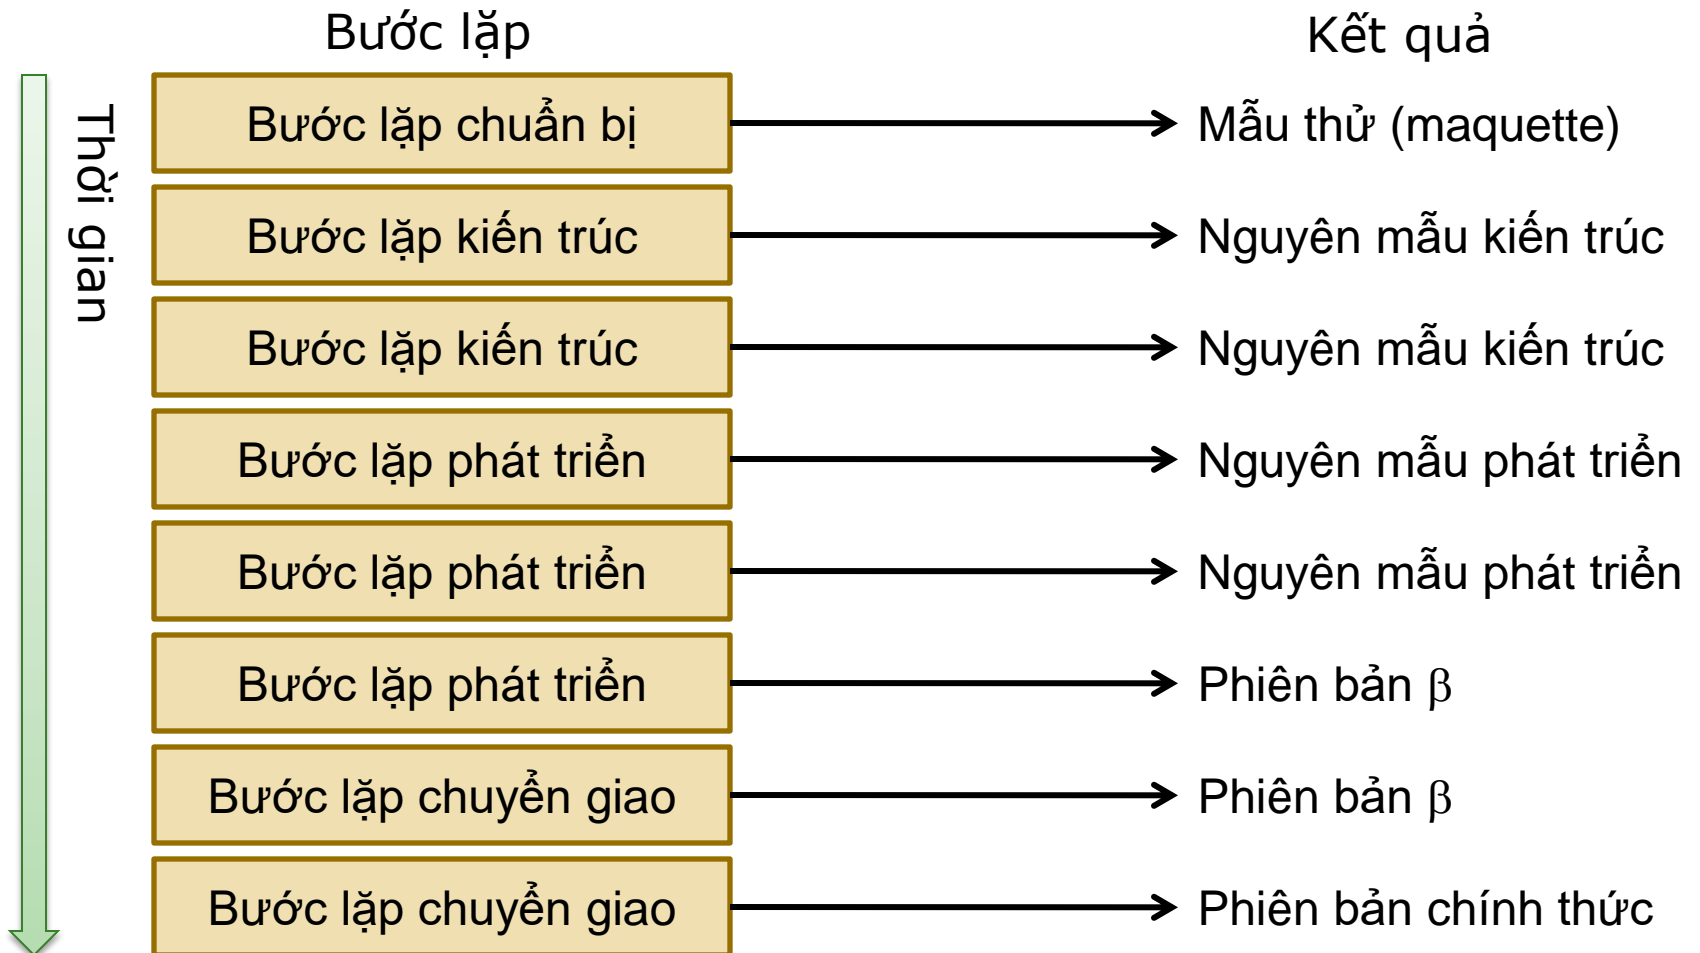 Bước lặp
Kết quả
Thời gian
Bước lặp chuẩn bị
Mẫu thử (maquette)
Bước lặp kiến trúc
Nguyên mẫu kiến trúc
Bước lặp kiến trúc
Nguyên mẫu kiến trúc
Bước lặp phát triển
Nguyên mẫu phát triển
Bước lặp phát triển
Nguyên mẫu phát triển
Bước lặp phát triển
Phiên bản β
Bước lặp chuyển giao
Phiên bản β
Bước lặp chuyển giao
Phiên bản chính thức